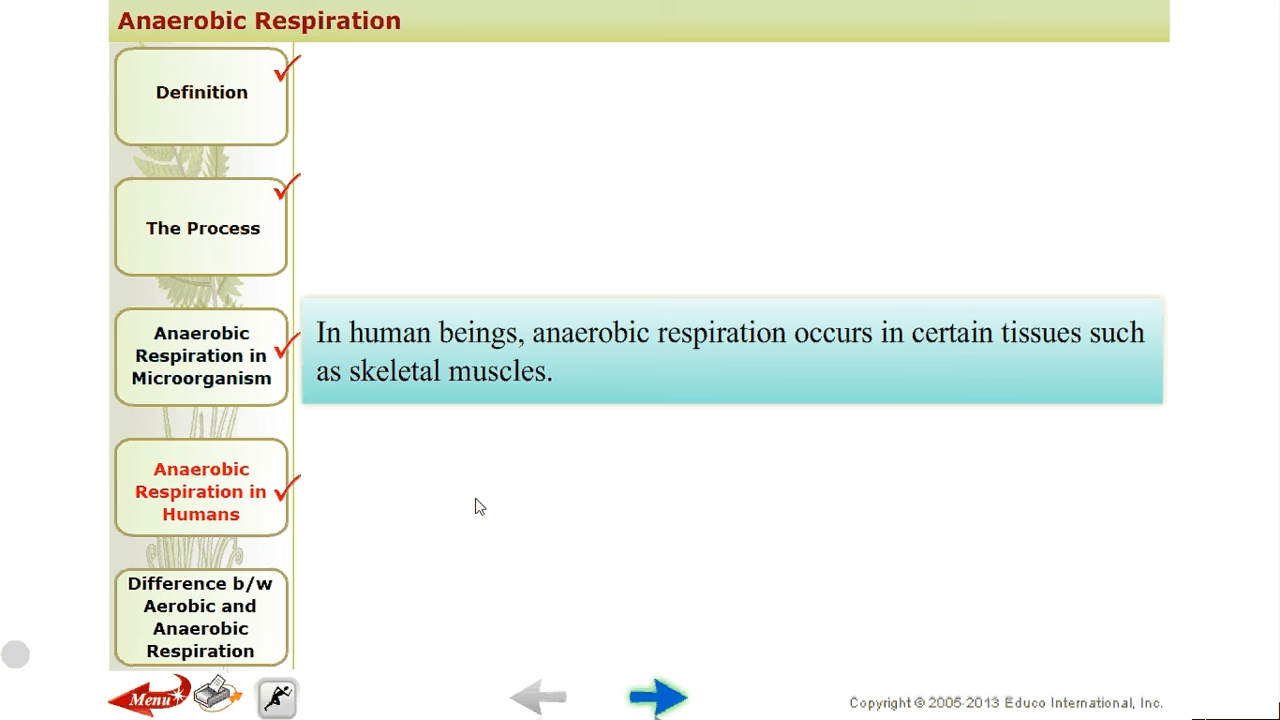 Anaerobic Respiration
Definition
The Process
Anaerobic
Respiration in
Microorganism
In human beings, anaerobic respiration occurs in certain tissues such
as skeletal muscles.
Anaerobic
Respiration in
Humans
Difference b/w
Aerobic and
Anaerobic
Respiration
Menu
Copyright © 2005-2013 Educo International, Inc.